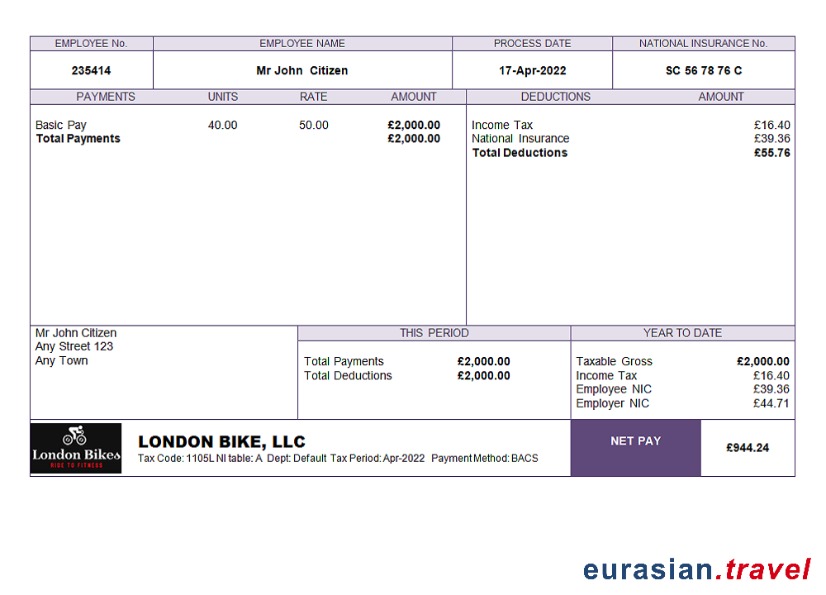 EMPLOYEE No. EMPLOYEE NAME PROCESS DATE NATIONAL INSURANCE No.
235414 Mr John Citizen 17-Apr-2022 SC 56 78 76 C
PAYMENTS UNITS RATE AMOUNT DEDUCTIONS AMOUNT
Basic Pay 40.00 50.00 £2,000.00 Income Tax £16.40
Total Payments £2,000.00 National Insurance £39.36
Total Deductions £55.76
Mr John Citizen THIS PERIOD YEAR TO DATE
Any Street 123
Any Town Total Payments £2,000.00 Taxable Gross £2,000.00
Total Deductions £2,000.00 Income Tax £16.40
Employee NIC £39.36
Employer NIC £44.71
London Bikes
RIDE TO FITNESS
LONDON BIKE, LLC NET PAY £944.24
Tax Code: 1105L NI table: A Dept: Default Tax Period: Apr-2022 Payment Method: BACS
eurasian.travel